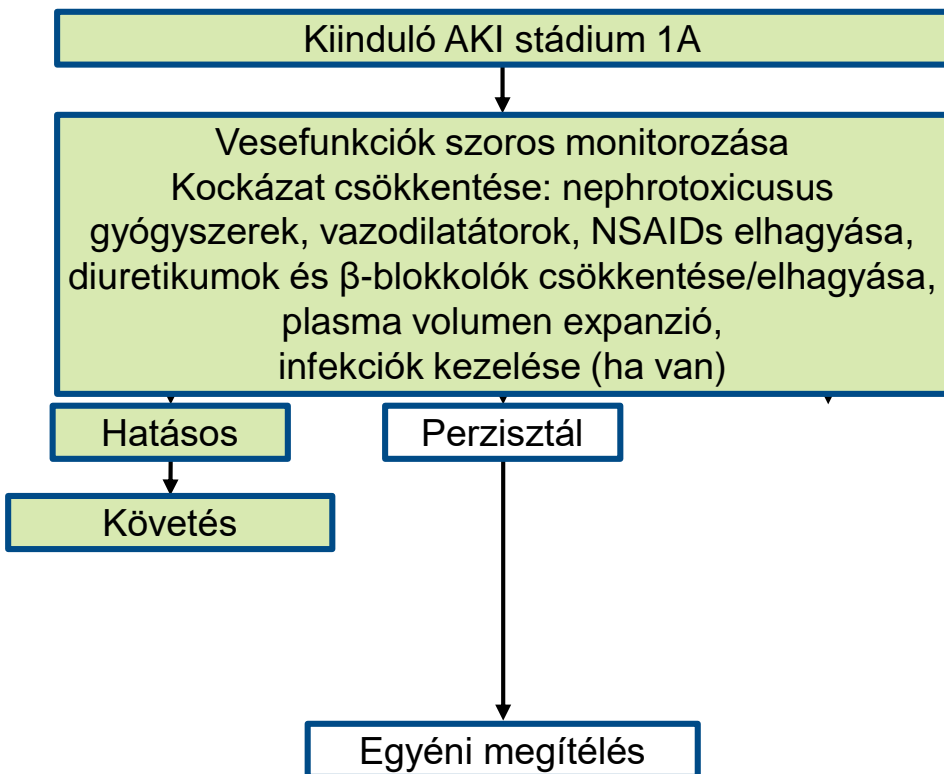 Kiinduló AKI stádium 1A
Vesefunkciók szoros monitorozása
Kockázat csökkentése: nephrotoxicusus
gyógyszerek, vazodilatátorok, NSAIDs elhagyása,
diuretikumok és β-blokkolók csökkentése/elhagyása,
plasma volumen expanzió,
infekciók kezelése (ha van)
Hatásos
Perzisztál
Követés
Egyéni megítélés